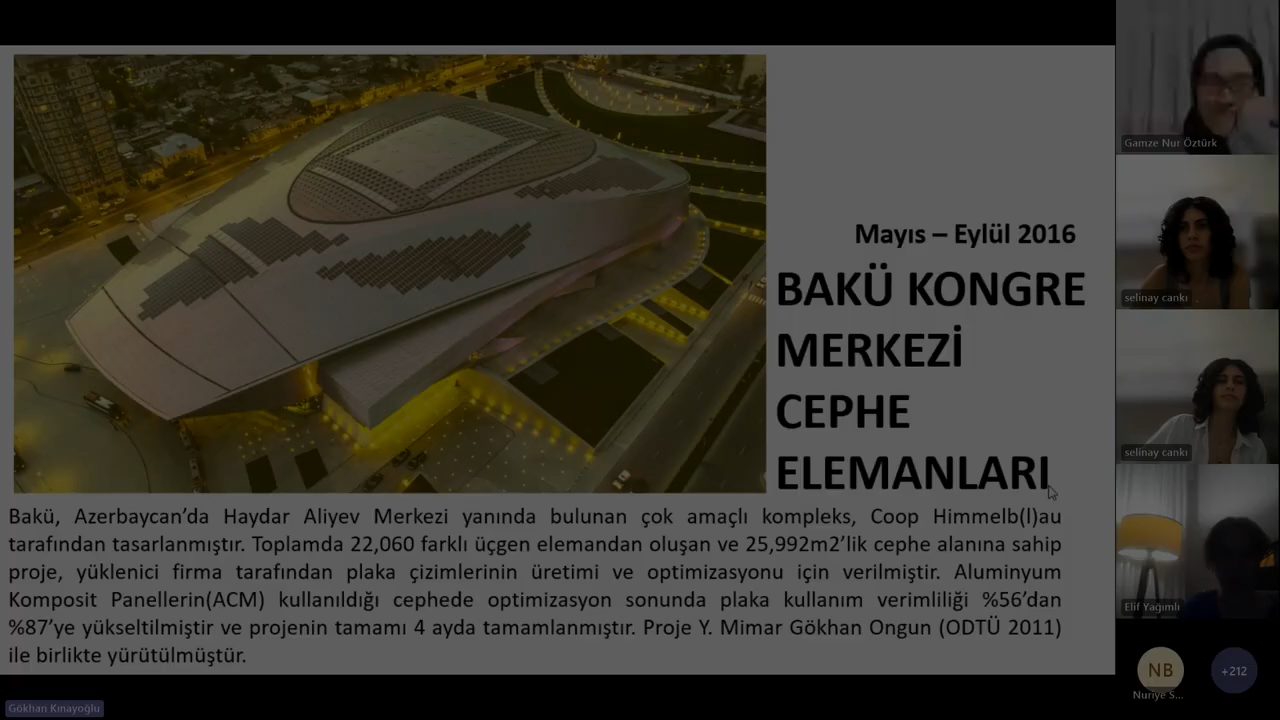 Mayıs – Eylül 2016
BAKÜ KONGRE
MERKEZİ
CEPHE
ELEMANLARI
Bakü, Azerbaycan’da Haydar Aliyev Merkezi yanında bulunan çok amaçlı kompleks, Coop Himmelb(l)au
tarafından tasarlanmıştır. Toplamda 22,060 farklı üçgen elemandan oluşan ve 25,992m2’lik cephe alanına sahip
proje, yüklenici firma tarafından plaka çizimlerinin üretimi ve optimizasyonu için verilmiştir. Aluminyum
Komposit Panellerin(ACM) kullanıldığı cephede optimizasyon sonunda plaka kullanım verimliliği %56’dan
%87’ye yükseltilmiştir ve projenin tamamı 4 ayda tamamlanmıştır. Proje Y. Mimar Gökhan Ongun (ODTÜ 2011)
ile birlikte yürütülmüştür.
Gökhan Kınayoğlu
Gamze Nur Öztürk
selinay cankı
selinay cankı
Elif Yağımlı
NB
Nuriye S...
+212